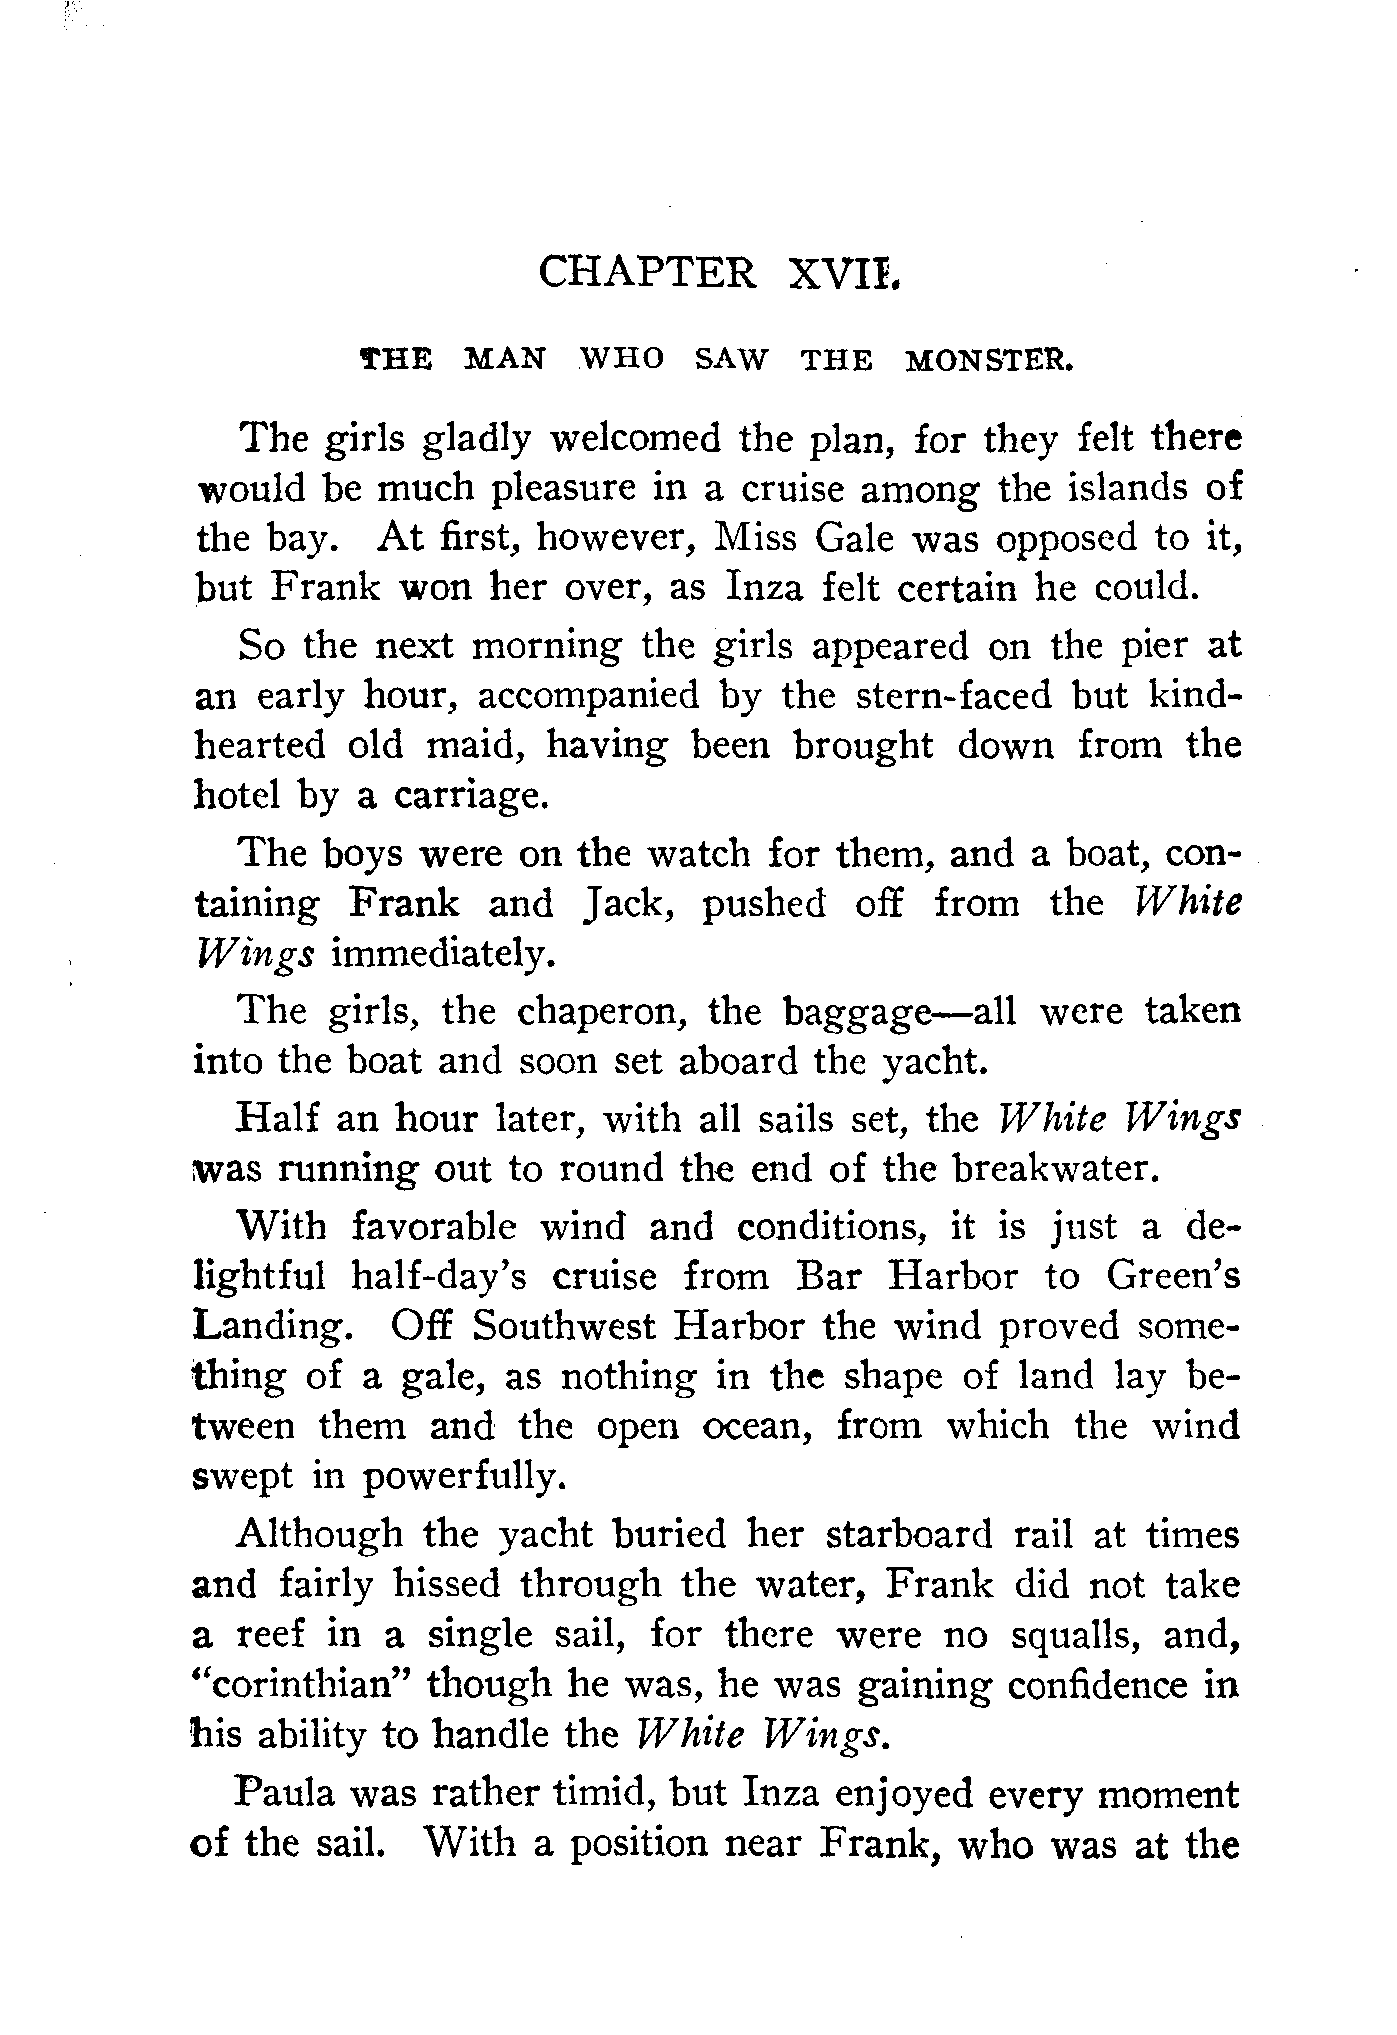 CHAPTER XVII.
THE MAN WHO SAW THE MONSTER.
The girls gladly welcomed the plan, for they felt there
would be much pleasure in a cruise among the islands of
the bay. At first, however, Miss Gale was opposed to it,
but Frank won her over, as Inza felt certain he could.
So the next morning the girls appeared on the pier at
an early hour, accompanied by the stern-faced but kind-
hearted old maid, having been brought down from the
hotel by a carriage.
The boys were on the watch for them, and a boat, con-
taining Frank and Jack, pushed off from the White
Wings immediately.
The girls, the chaperon, the baggage—all were taken
into the boat and soon set aboard the yacht.
Half an hour later, with all sails set, the White Wings
was running out to round the end of the breakwater.
With favorable wind and conditions, it is just a de-
lightful half-day's cruise from Bar Harbor to Green's
Landing. Off Southwest Harbor the wind proved some-
thing of a gale, as nothing in the shape of land lay be-
tween them and the open ocean, from which the wind
swept in powerfully.
Although the yacht buried her starboard rail at times
and fairly hissed through the water, Frank did not take
a reef in a single sail, for there were no squalls, and,
"corinthian" though he was, he was gaining confidence in
his ability to handle the White Wings.
Paula was rather timid, but Inza enjoyed every moment
of the sail. With a position near Frank, who was at the